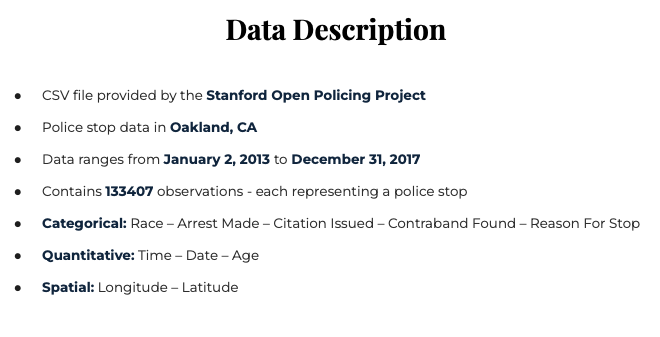 Data Description
● CSV file provided by the Stanford Open Policing Project
● Police stop data in Oakland, CA
● Data ranges from January 2, 2013 to December 31, 2017
● Contains 133407 observations - each representing a police stop
● Categorical: Race – Arrest Made – Citation Issued – Contraband Found – Reason For Stop
● Quantitative: Time – Date – Age
● Spatial: Longitude – Latitude